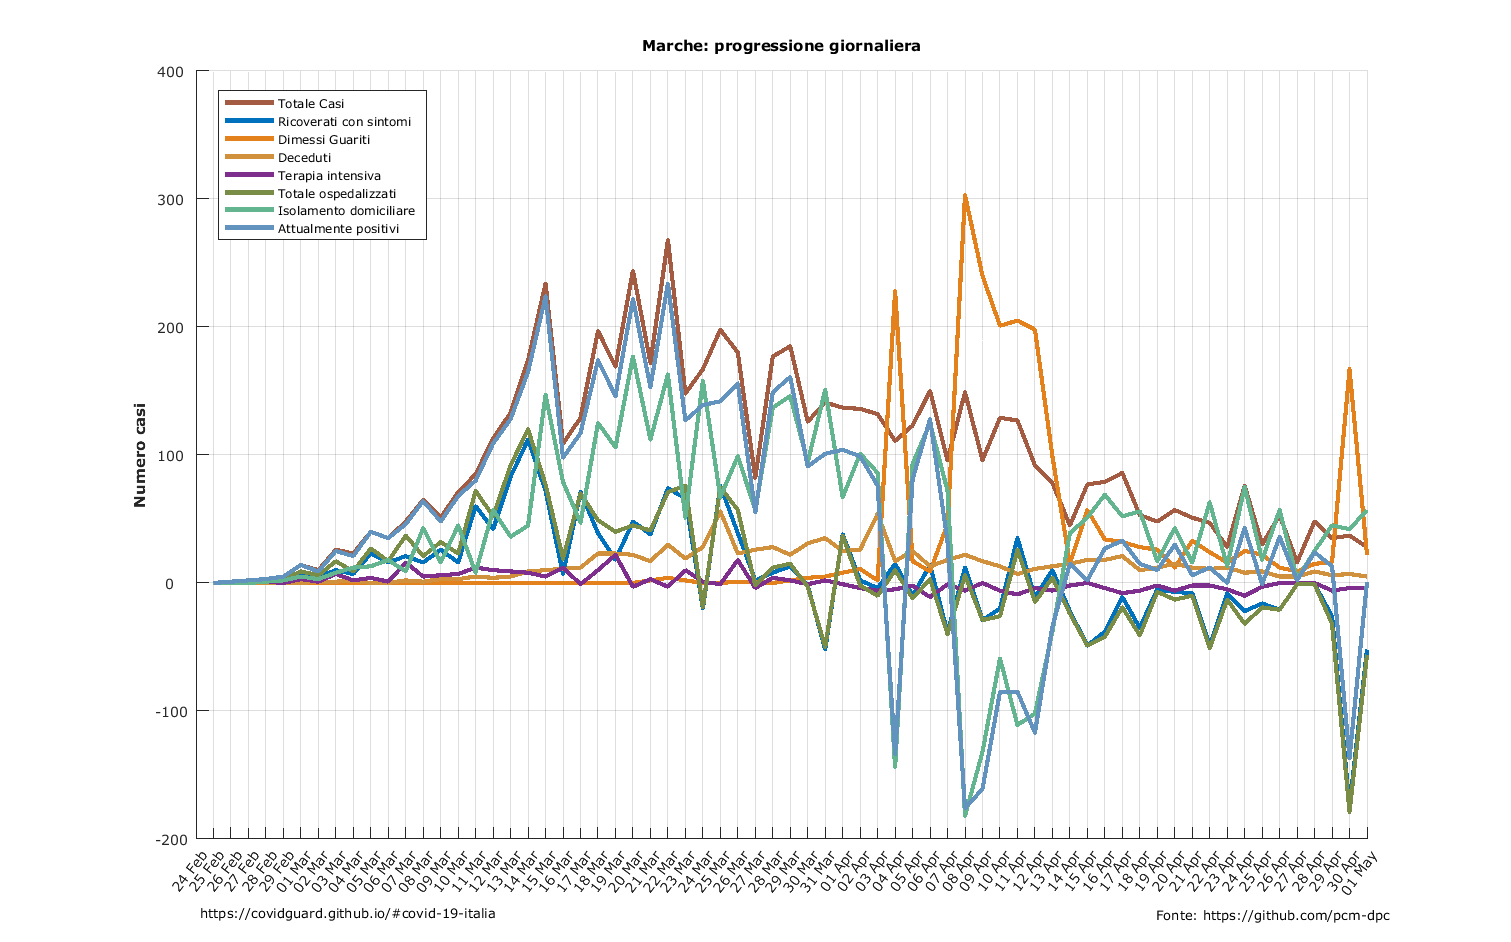 Marche: progressione giornaliera
Numero casi
400
300
200
100
0
-100
-200
Totale Casi
Ricoverati con sintomi
Dimessi Guariti
Deceduti
Terapia intensiva
Totale ospedalizzati
Isolamento domiciliare
Attualmente positivi
24 Feb
25 Feb
26 Feb
27 Feb
28 Feb
29 Feb
01 Mar
02 Mar
03 Mar
04 Mar
05 Mar
06 Mar
07 Mar
08 Mar
09 Mar
10 Mar
11 Mar
12 Mar
13 Mar
14 Mar
15 Mar
16 Mar
17 Mar
18 Mar
19 Mar
20 Mar
21 Mar
22 Mar
23 Mar
24 Mar
25 Mar
26 Mar
27 Mar
28 Mar
29 Mar
30 Mar
31 Mar
01 Apr
02 Apr
03 Apr
04 Apr
05 Apr
06 Apr
07 Apr
08 Apr
09 Apr
10 Apr
11 Apr
12 Apr
13 Apr
14 Apr
15 Apr
16 Apr
17 Apr
18 Apr
19 Apr
20 Apr
21 Apr
22 Apr
23 Apr
24 Apr
25 Apr
26 Apr
27 Apr
28 Apr
29 Apr
30 Apr
01 May
https://covidguard.github.io/#covid-19-italia
Fonte: https://github.com/pcm-dpc